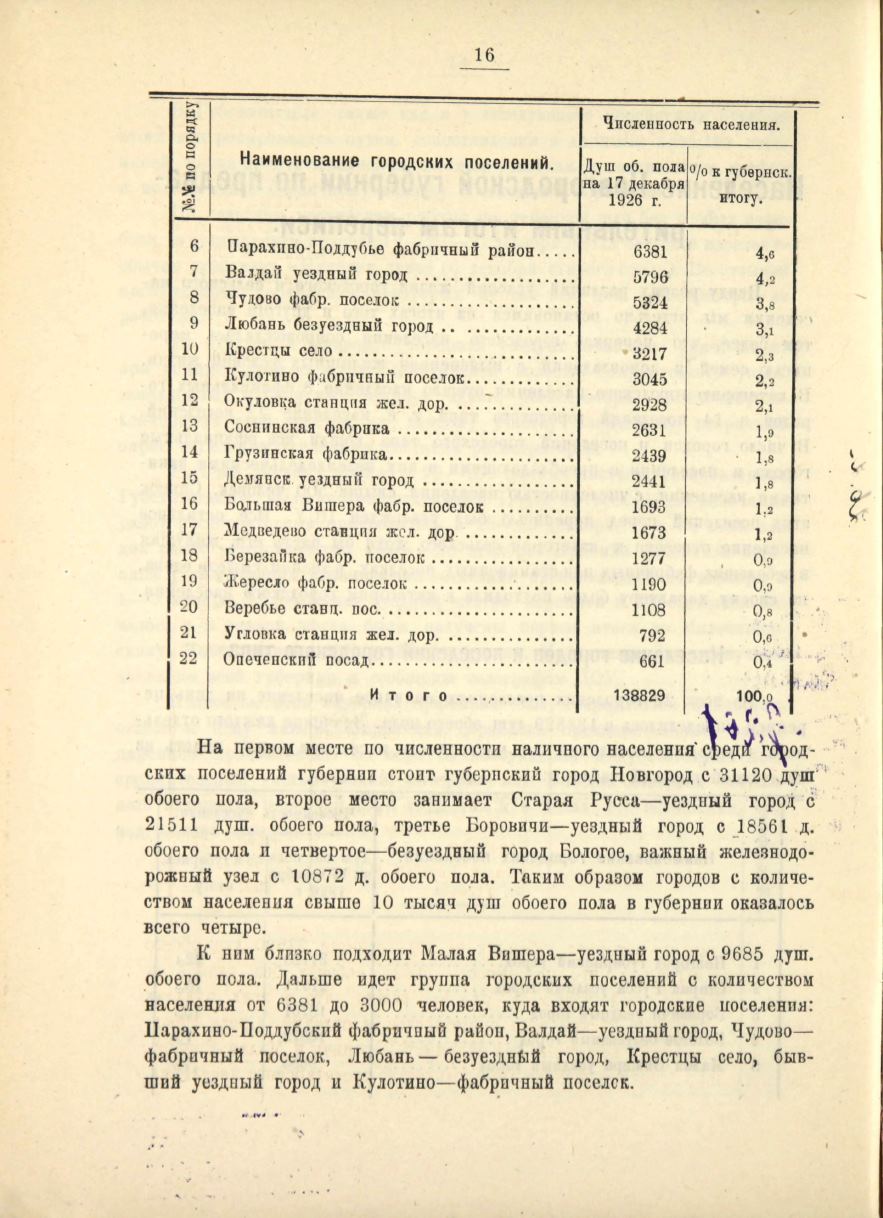 16
№.№ по порядку
Наименование городских поселений.
Численность населения.
Душ об. пола на 17 декабря 1926 г.
о/о к губернск. итогу.
6 Парахино-Поддубье фабричный район..... 6381 4,6
7 Валдай уездный город .................... 5796 4,2
8 Чудово фабр. поселок ..................... 5324 3,8
9 Любань безуездный город .. ............. 4284 3,1
10 Крестцы село ............................. 3217 2,3
11 Кулотино фабричный поселок............. 3045 2,2
12 Окуловка станция жел. дор. .............. 2928 2,1
13 Соснинская фабрика ...................... 2631 1,9
14 Грузинская фабрика....................... 2439 1,8
15 Демянск. уездный город ................... 2441 1,8
16 Большая Вишера фабр. поселок .......... 1693 1,2
17 Медведево станция жел. дор. ............. 1673 1,2
18 Березайка фабр. поселок .................. 1277 0,9
19 Жересло фабр. поселок .................... 1190 0,9
20 Веребье станц. пос. ........................ 1108 0,8
21 Угловка станция жел. дор. ................ 792 0,6
22 Опеченский посад......................... 661 0,4
Итого ............... 138829 100,0
На первом месте по численности наличного населения среди город-
ских поселений губернии стоит губернский город Новгород с 31120 душ
обоего пола, второе место занимает Старая Русса—уездный город с
21511 душ. обоего пола, третье Боровичи—уездный город с 18561 д.
обоего пола и четвертое—безуездный город Бологое, важный железнодо-
рожный узел с 10872 д. обоего пола. Таким образом городов с количе-
ством населения свыше 10 тысяч душ обоего пола в губернии оказалось
всего четыре.
К ним близко подходит Малая Вишера—уездный город с 9685 душ.
обоего пола. Дальше идет группа городских поселений с количеством
населения от 6381 до 3000 человек, куда входят городские поселения:
Парахино-Поддубский фабричный район, Валдай—уездный город, Чудово—
фабричный поселок, Любань — безуездный город, Крестцы село, быв-
ший уездный город и Кулотино—фабричный поселок.